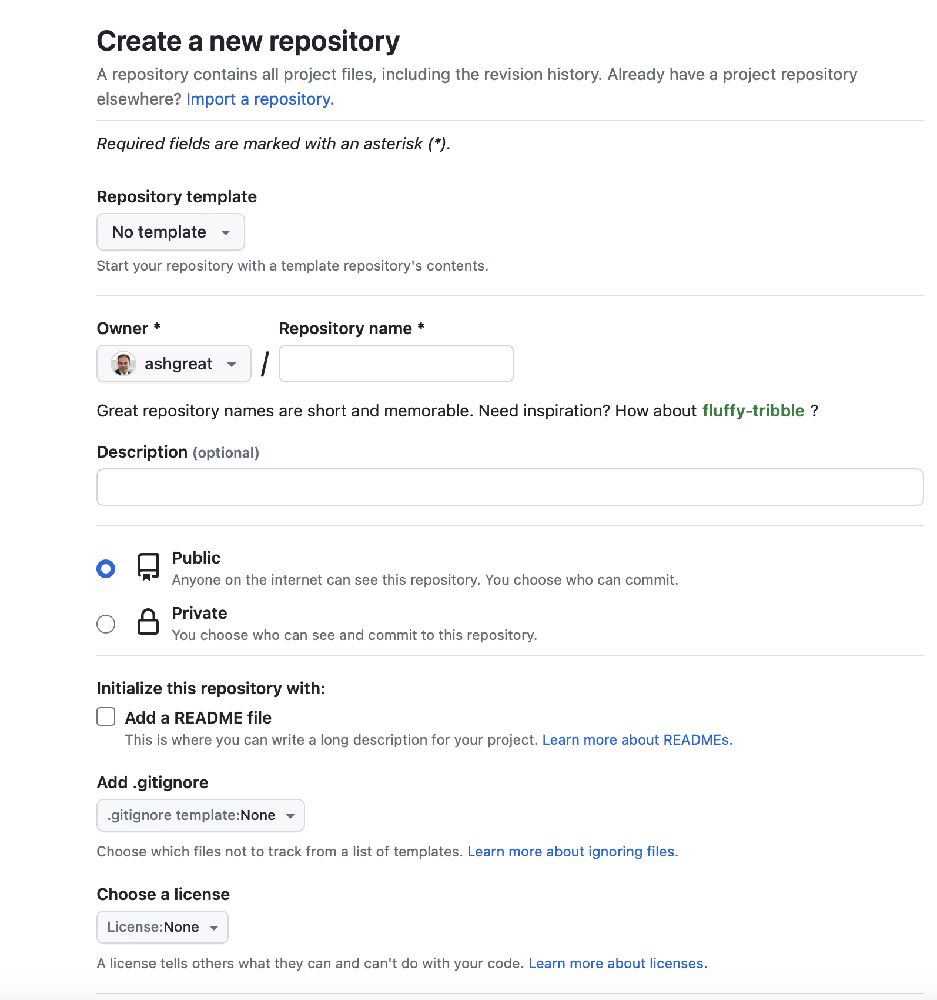 Create a new repository
A repository contains all project files, including the revision history. Already have a project repository
elsewhere? Import a repository.
Required fields are marked with an asterisk (*).
Repository template
No template
Start your repository with a template repository's contents.
Owner * Repository name *
ashgreat /
Great repository names are short and memorable. Need inspiration? How about fluffy-tribble ?
Description (optional)
Public
Anyone on the internet can see this repository. You choose who can commit.
Private
You choose who can see and commit to this repository.
Initialize this repository with:
Add a README file
This is where you can write a long description for your project. Learn more about READMEs.
Add .gitignore
.gitignore template:None
Choose which files not to track from a list of templates. Learn more about ignoring files.
Choose a license
License:None
A license tells others what they can and can't do with your code. Learn more about licenses.